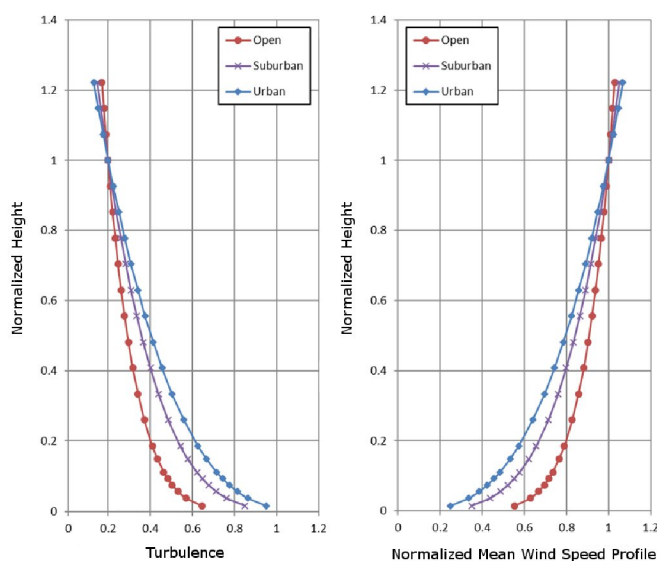 1.4
1.2
1
0.8
0.6
0.4
0.2
0
Normalized Height
Open
Suburban
Urban
0 0.2 0.4 0.6 0.8 1 1.2
Turbulence
1.4
1.2
1
0.8
0.6
0.4
0.2
0
Normalized Height
Open
Suburban
Urban
0 0.2 0.4 0.6 0.8 1 1.2
Normalized Mean Wind Speed Profile